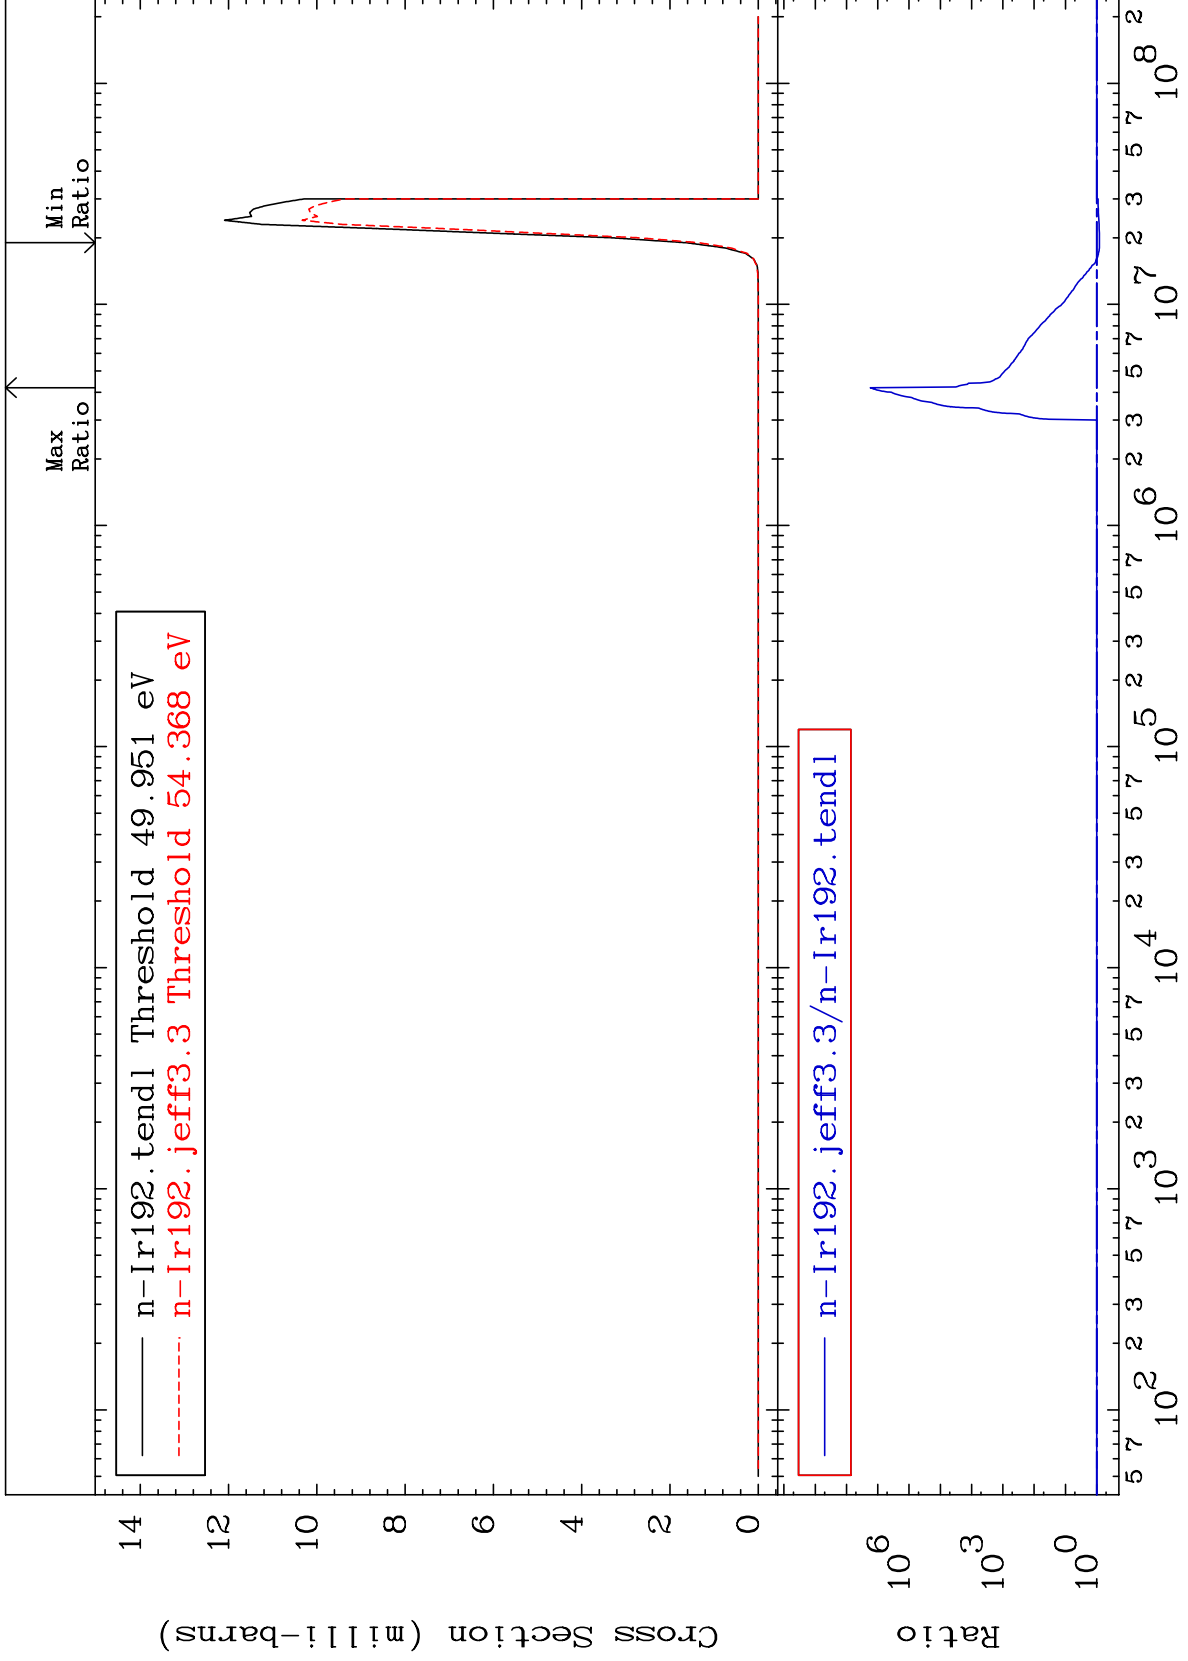 Max
Ratio
Min
Ratio
n-Ir192.tendl Threshold 49.951 eV
n-Ir192.jeff3.3 Threshold 54.368 eV
14
12
10
8
6
4
2
0
Cross Section (milli-barns)
n-Ir192.jeff3.3/n-Ir192.tendl
10^6
10^3
10^0
Ratio
5 7 2 3 5 7 2 3 5 7 2 3 5 7 2 3 5 7 2 3 5 7 2 3 5 7 2
10^2 10^3 10^4 10^5 10^6 10^7 10^8